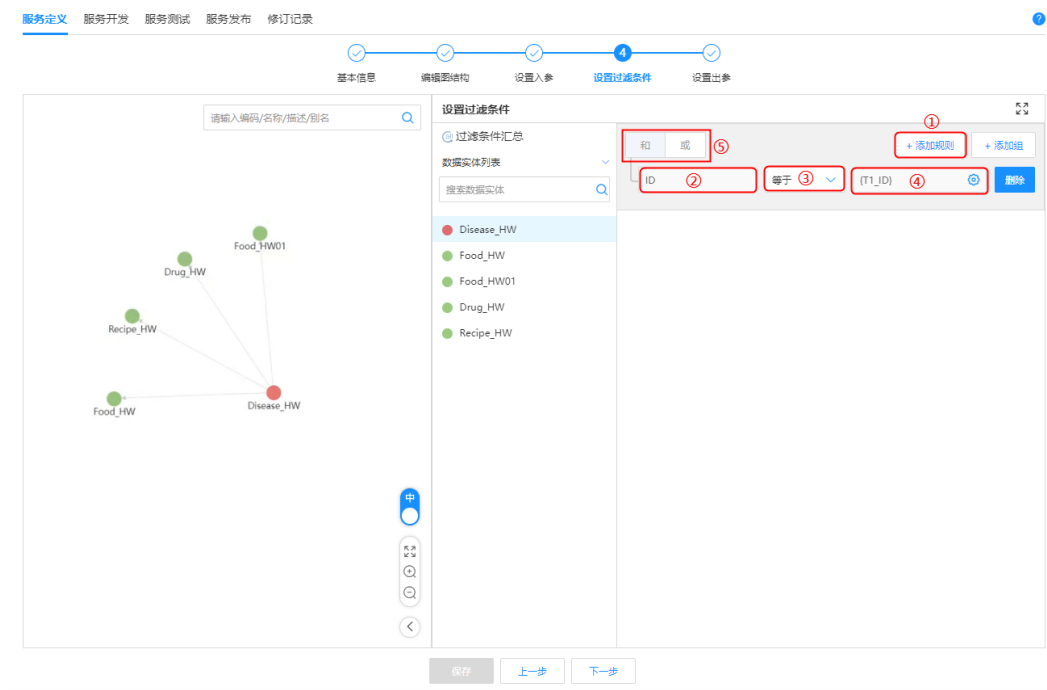 服务定义 服务开发 服务测试 服务发布 修订记录 ?
4
基本信息 编辑图结构 设置入参 设置过滤条件 设置出参
请输入编码/名称/描述/别名
设置过滤条件
过滤条件汇总
数据实体列表
搜索数据实体
Disease_HW
Food_HW
Food_HW01
Drug_HW
Recipe_HW
①
和 或 ⑤ + 添加规则 + 添加组
ID ② 等于 ③ (T1_ID) ④ 删除
Food_HW01
Drug_HW
Recipe_HW
Food_HW
Disease_HW
中
保存 上一步 下一步